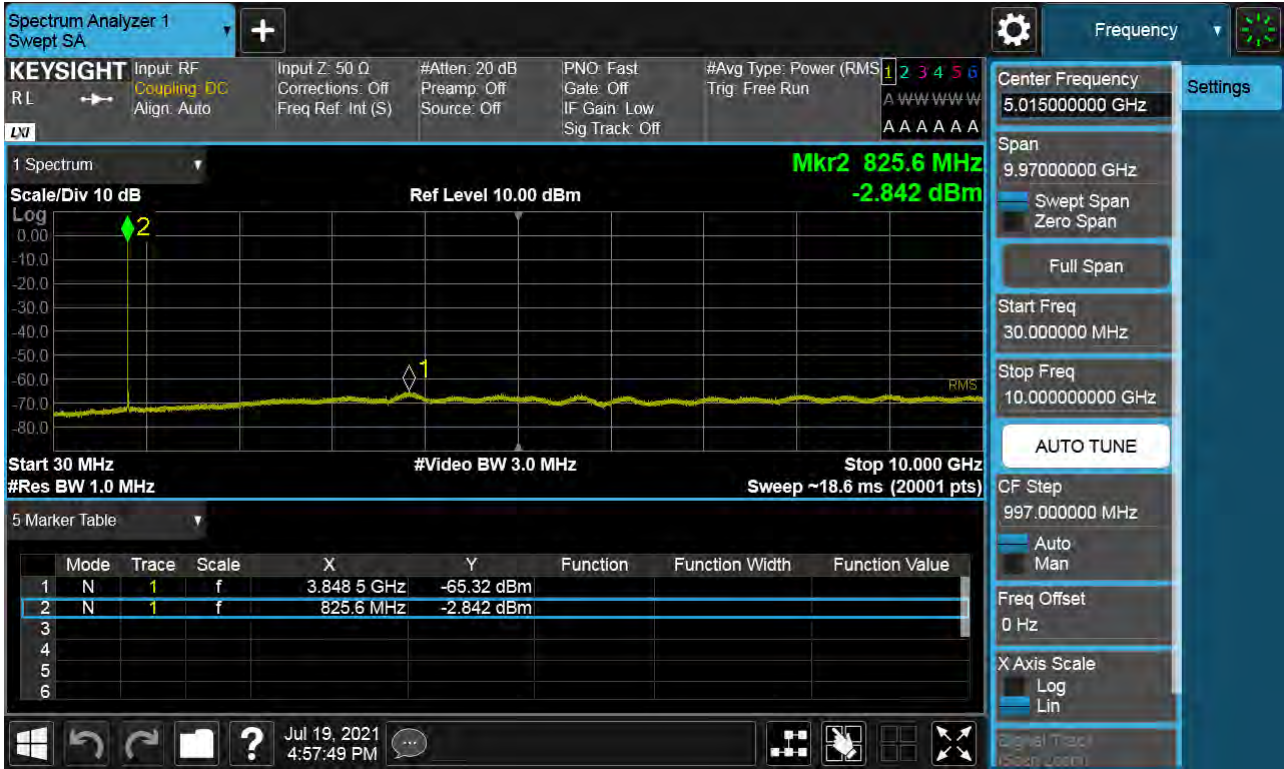 Spectrum Analyzer 1
Swept SA
+
Frequency
KEYSIGHT
RL
LXI
Input: RF
Coupling: DC
Align: Auto
Input Z: 50 Ω
Corrections: Off
Freq Ref: Int (S)
#Atten: 20 dB
Preamp: Off
Source: Off
PNO: Fast
Gate: Off
IF Gain: Low
Sig Track: Off
#Avg Type: Power (RMS
Trig: Free Run
1 2 3 4 5 6
A W W W W W
A A A A A A
1 Spectrum
Scale/Div 10 dB
Ref Level 10.00 dBm
Mkr2 825.6 MHz
-2.842 dBm
Log
0.00
-10.0
-20.0
-30.0
-40.0
-50.0
-60.0
-70.0
-80.0
2
1
RMS
Start 30 MHz
#Video BW 3.0 MHz
Stop 10.000 GHz
#Res BW 1.0 MHz
Sweep ~18.6 ms (20001 pts)
5 Marker Table
Mode Trace Scale X Y Function Function Width Function Value
1 N 1 f 3.848 5 GHz -65.32 dBm
2 N 1 f 825.6 MHz -2.842 dBm
3
4
5
6
?
Jul 19, 2021
4:57:49 PM
Center Frequency
5.015000000 GHz
Settings
Span
9.97000000 GHz
Swept Span
Zero Span
Full Span
Start Freq
30.000000 MHz
Stop Freq
10.000000000 GHz
AUTO TUNE
CF Step
997.000000 MHz
Auto
Man
Freq Offset
0 Hz
X Axis Scale
Log
Lin
Signal Track
(Span Zoom)